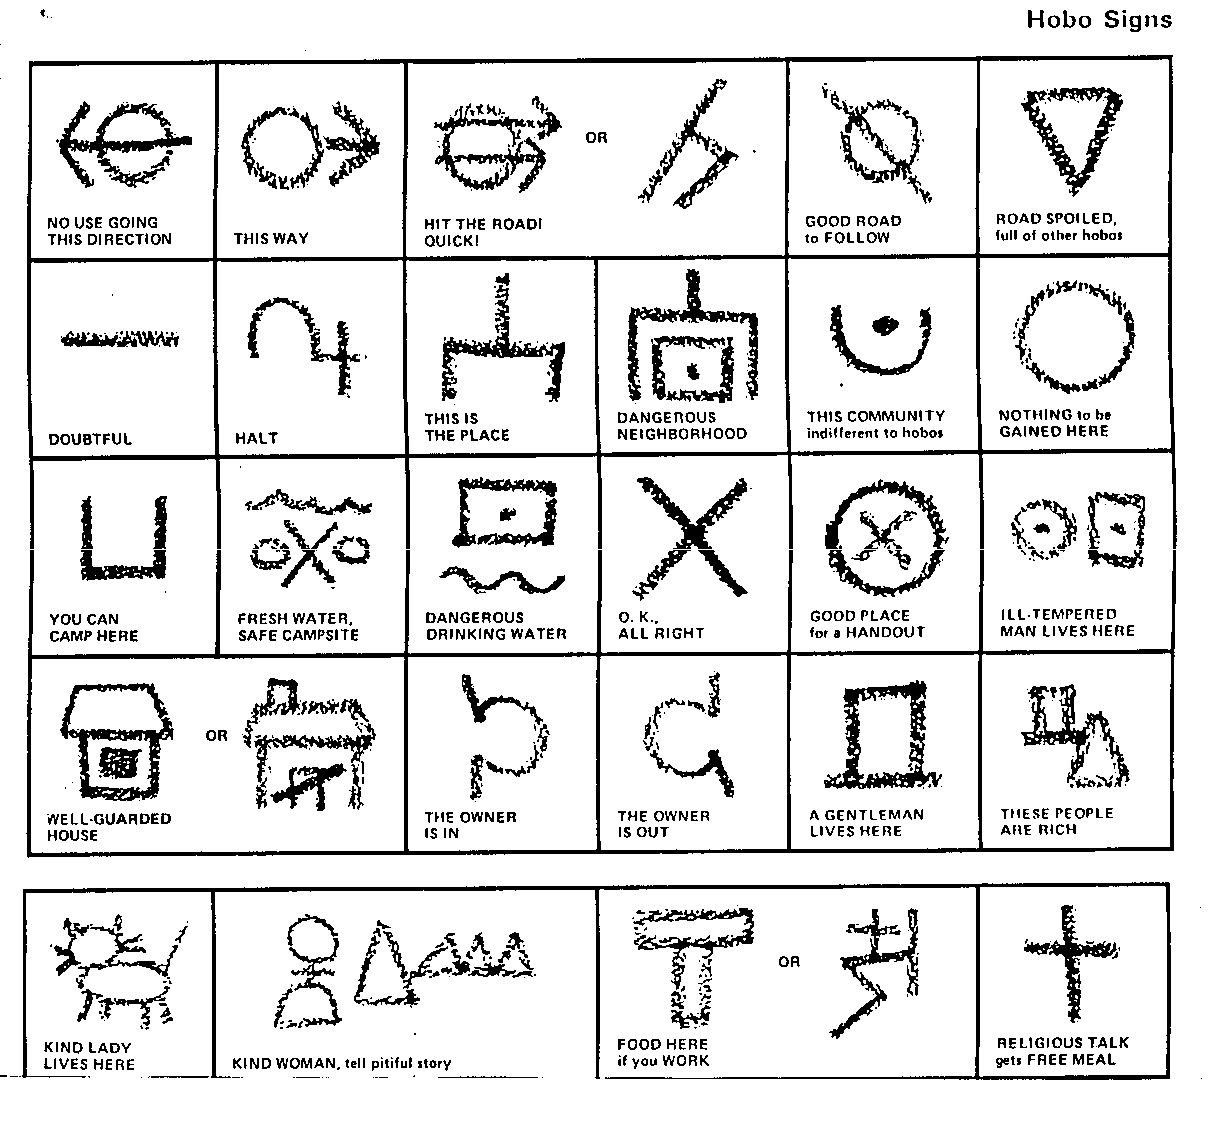 Hobo Signs
NO USE GOING
THIS DIRECTION
THIS WAY
HIT THE ROAD!
QUICK!
OR
GOOD ROAD
to FOLLOW
ROAD SPOILED,
full of other hobos
DOUBTFUL
HALT
THIS IS
THE PLACE
DANGEROUS
NEIGHBORHOOD
THIS COMMUNITY
indifferent to hobos
NOTHING to be
GAINED HERE
YOU CAN
CAMP HERE
FRESH WATER,
SAFE CAMPSITE
DANGEROUS
DRINKING WATER
O. K.,
ALL RIGHT
GOOD PLACE
for a HANDOUT
ILL-TEMPERED
MAN LIVES HERE
OR
WELL-GUARDED
HOUSE
THE OWNER
IS IN
THE OWNER
IS OUT
A GENTLEMAN
LIVES HERE
THESE PEOPLE
ARE RICH
KIND LADY
LIVES HERE
KIND WOMAN, tell pitiful story
OR
FOOD HERE
if you WORK
RELIGIOUS TALK
gets FREE MEAL